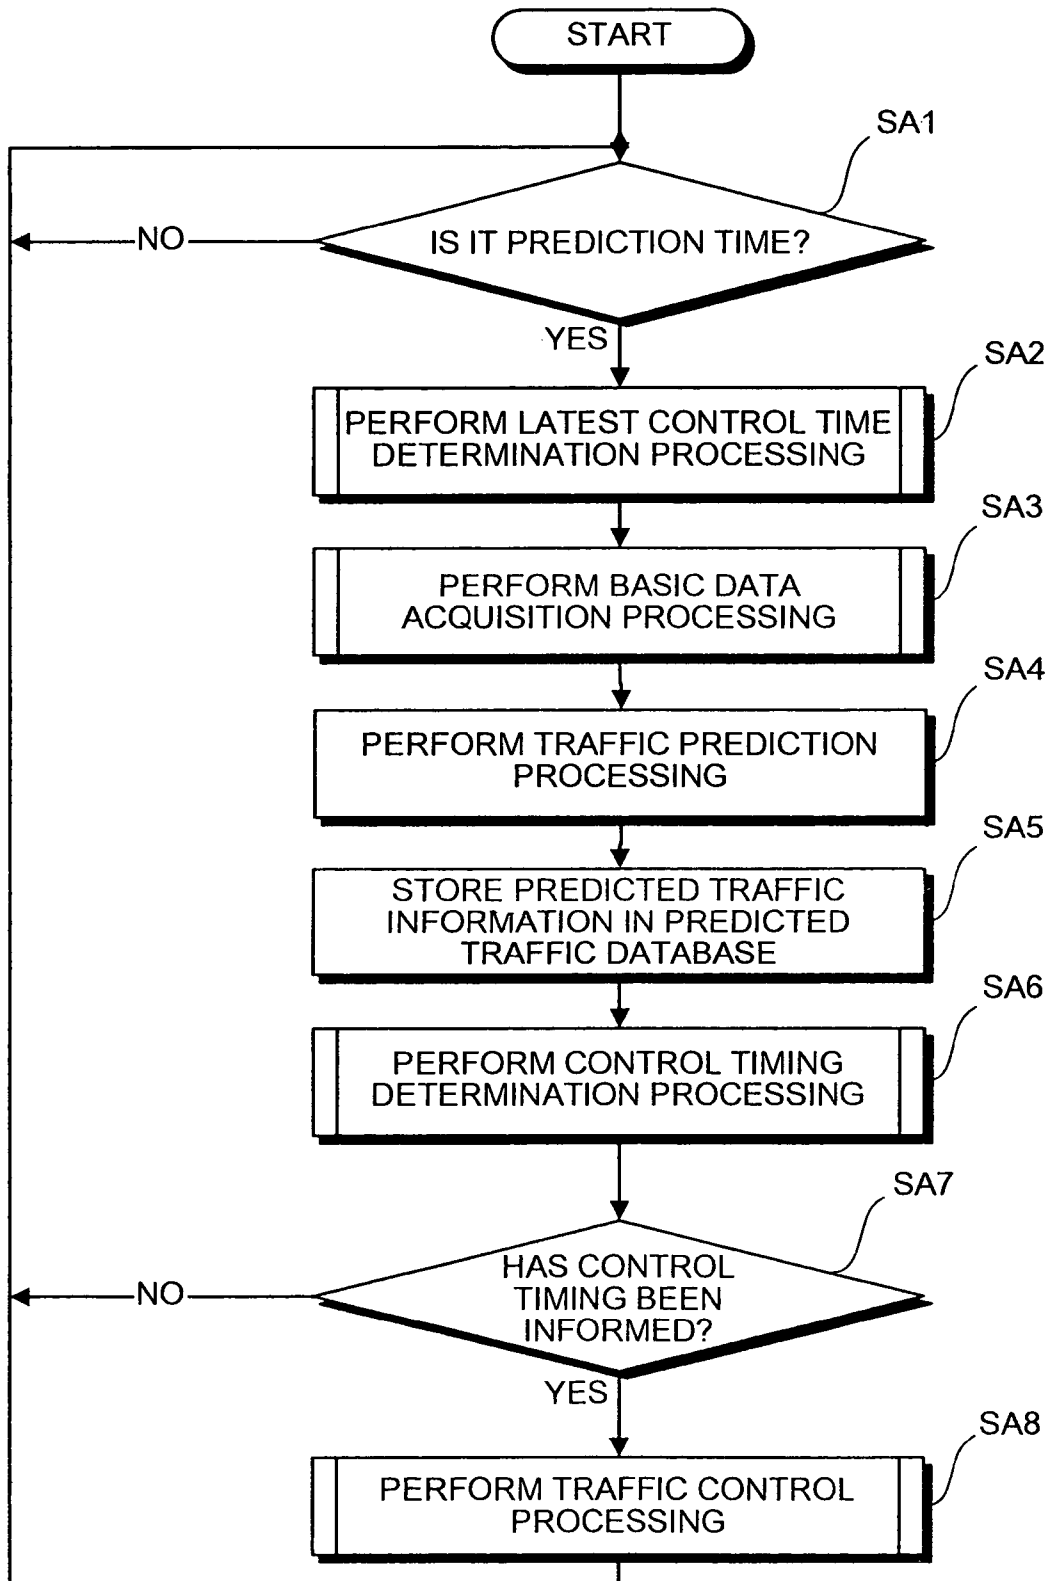 START
SA1
IS IT PREDICTION TIME?
NO
YES
SA2
PERFORM LATEST CONTROL TIME
DETERMINATION PROCESSING
SA3
PERFORM BASIC DATA
ACQUISITION PROCESSING
SA4
PERFORM TRAFFIC PREDICTION
PROCESSING
SA5
STORE PREDICTED TRAFFIC
INFORMATION IN PREDICTED
TRAFFIC DATABASE
SA6
PERFORM CONTROL TIMING
DETERMINATION PROCESSING
SA7
HAS CONTROL
TIMING BEEN
INFORMED?
NO
YES
SA8
PERFORM TRAFFIC CONTROL
PROCESSING